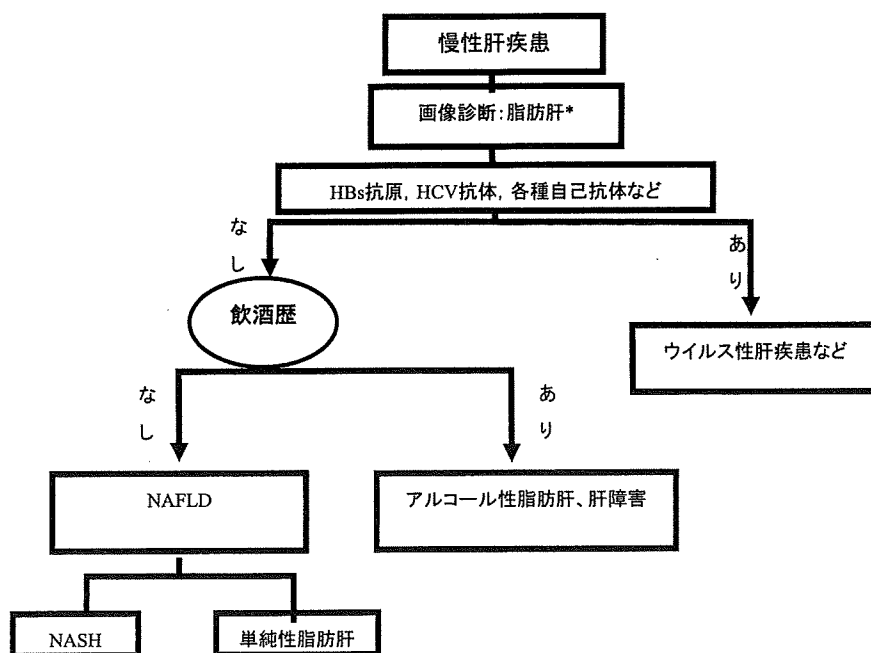 慢性肝疾患
画像診断:脂肪肝*
HBs抗原, HCV抗体, 各種自己抗体など
なし
あり
飲酒歴
ウイルス性肝疾患など
なし
あり
NAFLD
アルコール性脂肪肝、肝障害
NASH
単純性脂肪肝